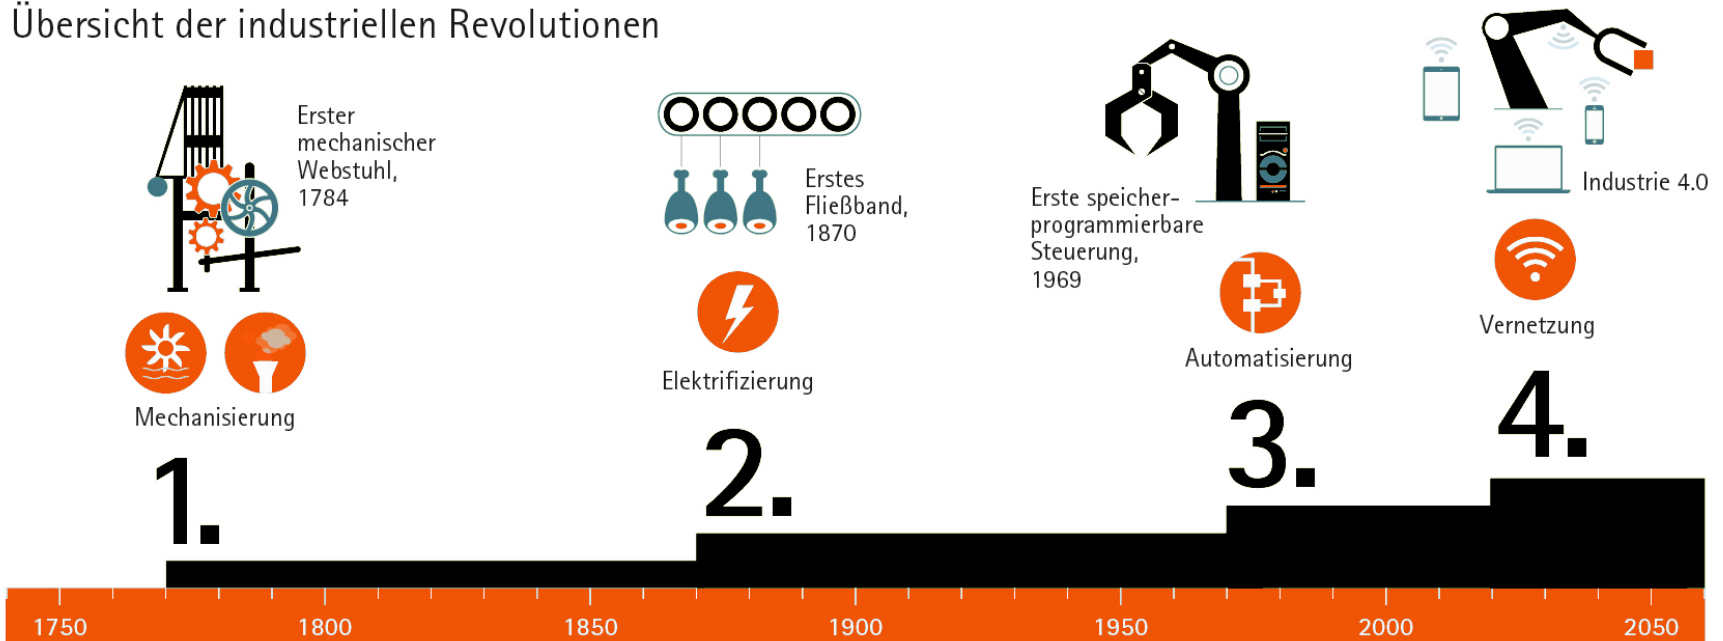 Übersicht der industriellen Revolutionen
Erster
mechanischer
Webstuhl,
1784
Mechanisierung
1.
Erstes
Fließband,
1870
Elektrifizierung
2.
Erste speicher-
programmierbare
Steuerung,
1969
Automatisierung
3.
Industrie 4.0
Vernetzung
4.
1750 1800 1850 1900 1950 2000 2050